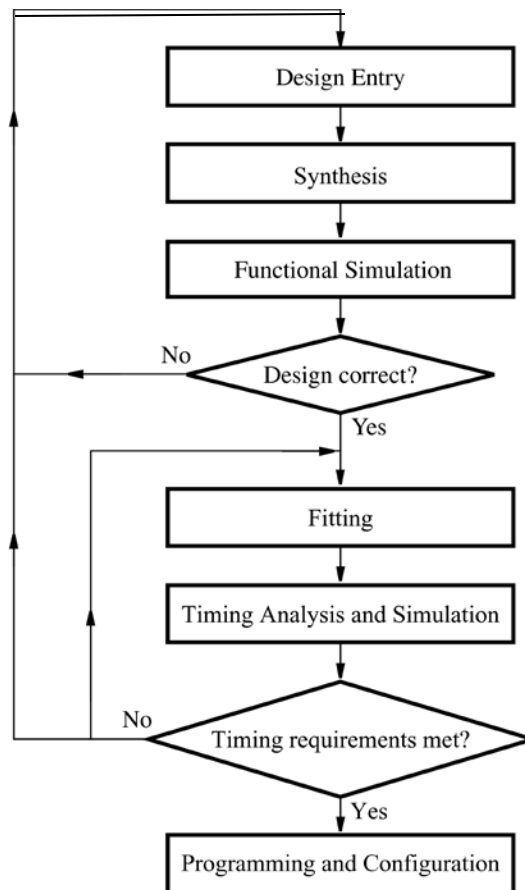 Design Entry
Synthesis
Functional Simulation
No
Design correct?
Yes
Fitting
Timing Analysis and Simulation
No
Timing requirements met?
Yes
Programming and Configuration